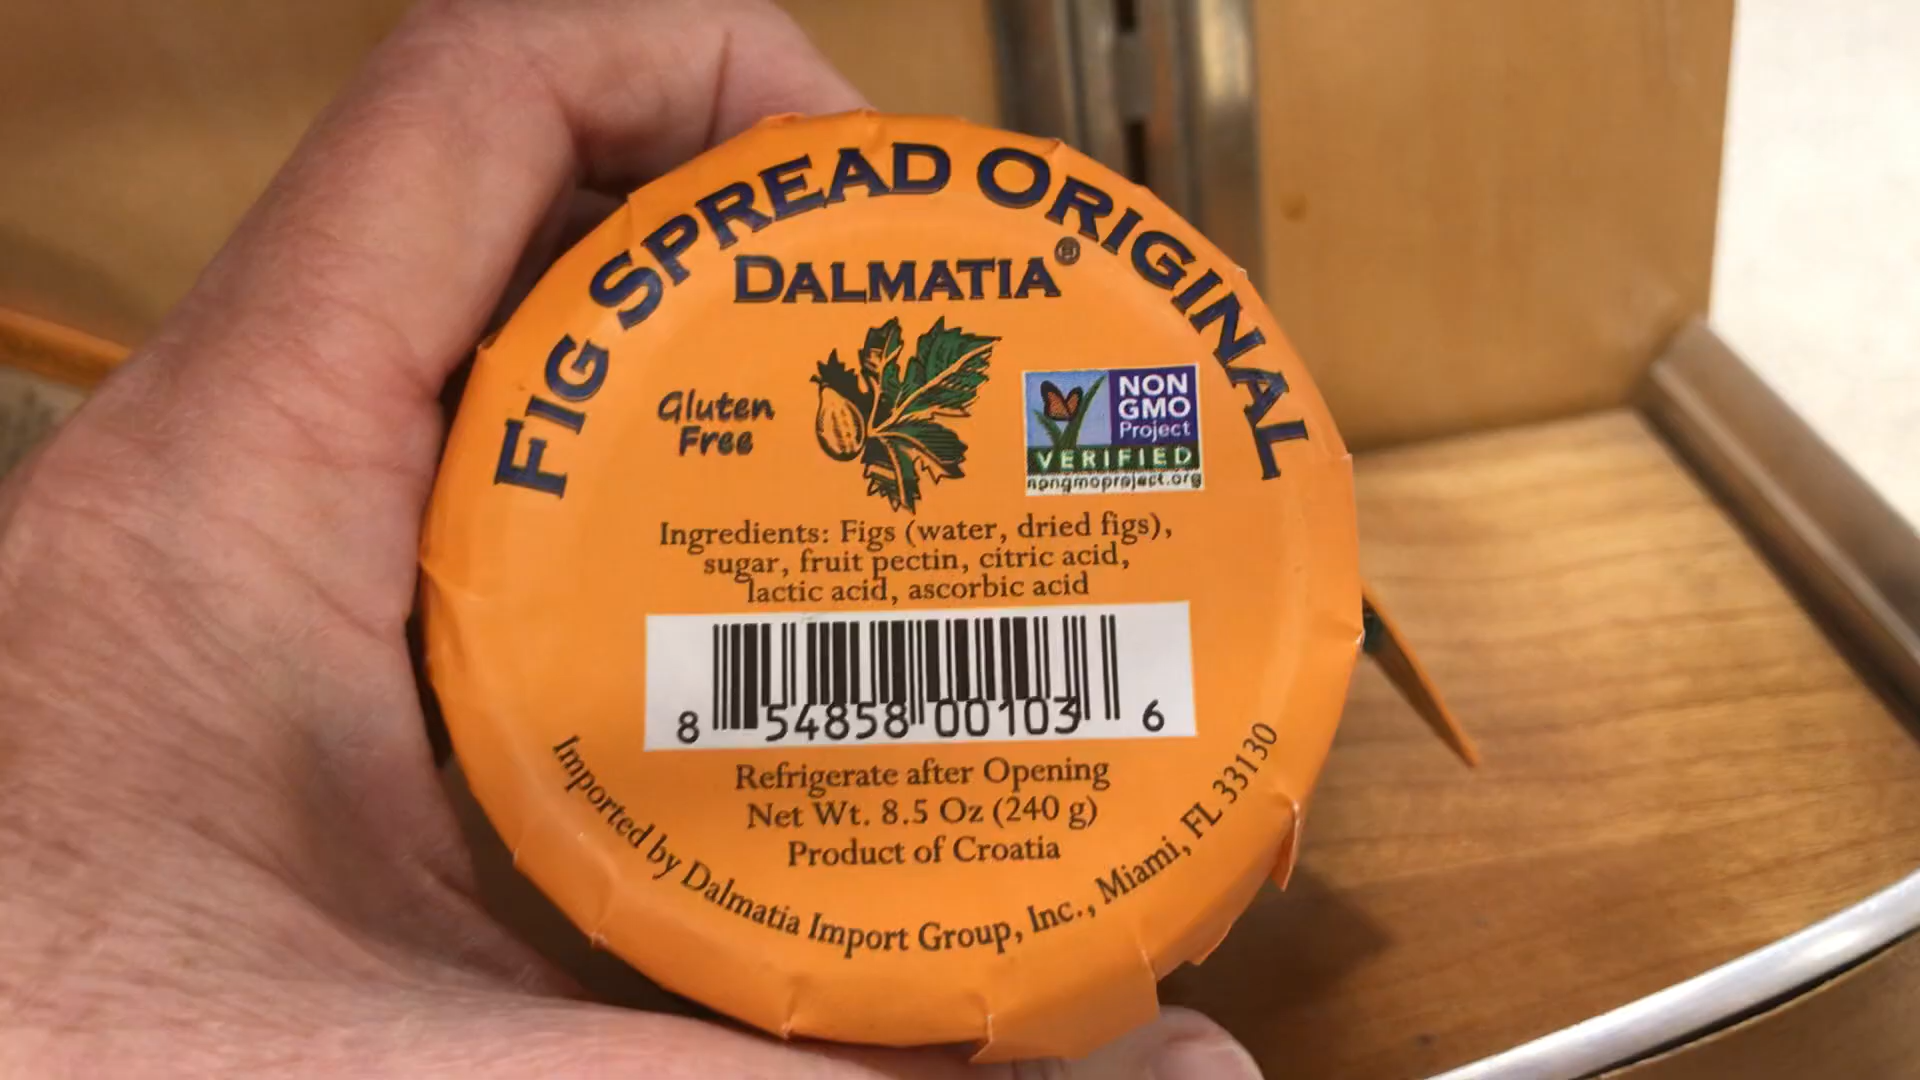 FIG SPREAD ORIGINAL
DALMATIA®
Gluten
Free
NON
GMO
Project
VERIFIED
nongmoproject.org
Ingredients: Figs (water, dried figs),
sugar, fruit pectin, citric acid,
lactic acid, ascorbic acid
8 54858 00103 6
Refrigerate after Opening
Net Wt. 8.5 Oz (240 g)
Product of Croatia
Imported by Dalmatia Import Group, Inc., Miami, FL 33130